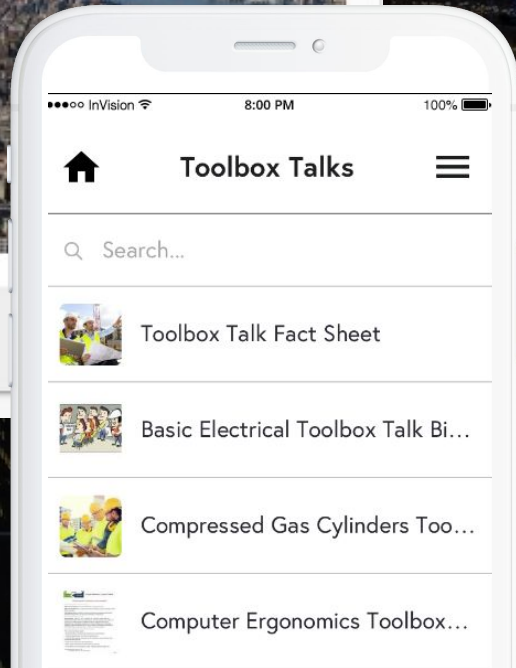 InVision
8:00 PM
100%
Toolbox Talks
Search...
Toolbox Talk Fact Sheet
Basic Electrical Toolbox Talk Bi...
Compressed Gas Cylinders Too...
Computer Ergonomics Toolbox...